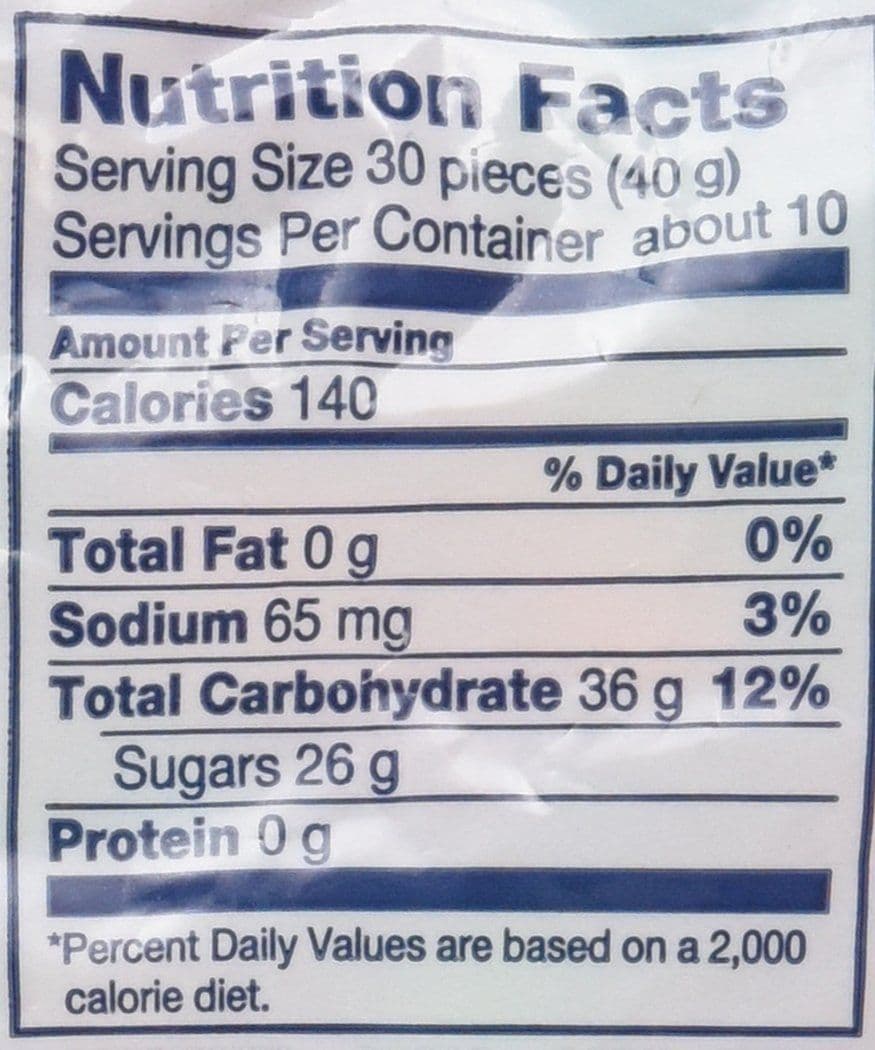 Nutrition Facts
Serving Size 30 pieces (40 g)
Servings Per Container about 10
Amount Per Serving
Calories 140
% Daily Value*
Total Fat 0 g 0%
Sodium 65 mg 3%
Total Carbohydrate 36 g 12%
Sugars 26 g
Protein 0 g
*Percent Daily Values are based on a 2,000
calorie diet.